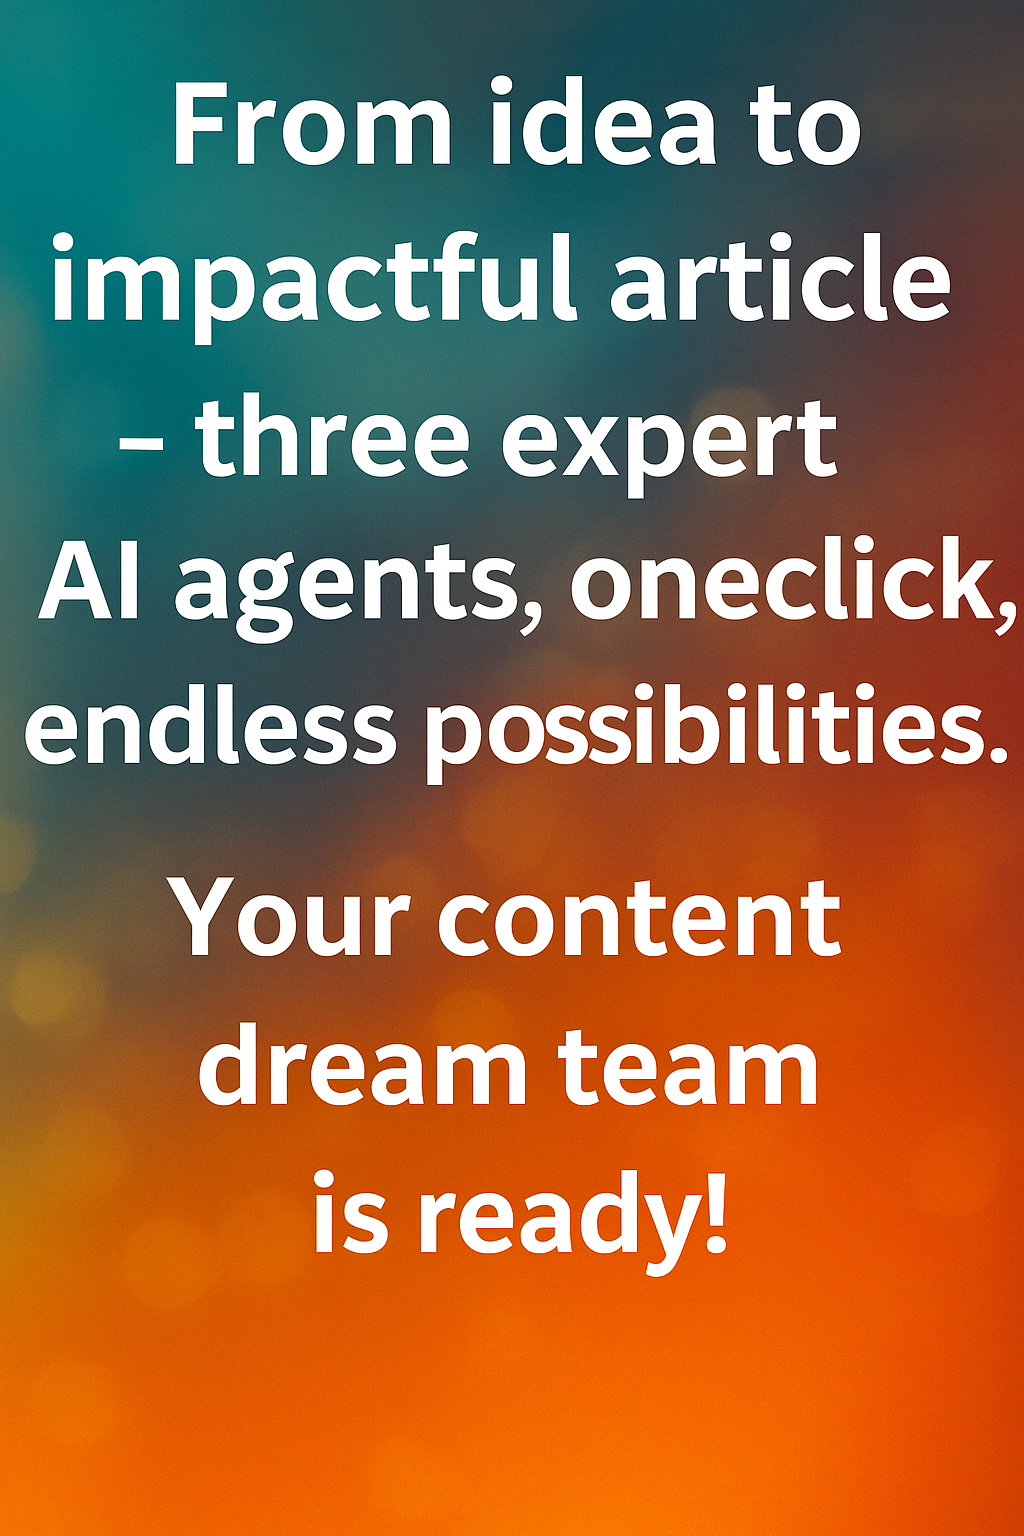 From idea to
impactful article
– three expert
AI agents, oneclick,
endless possibilities.
Your content
dream team
is ready!